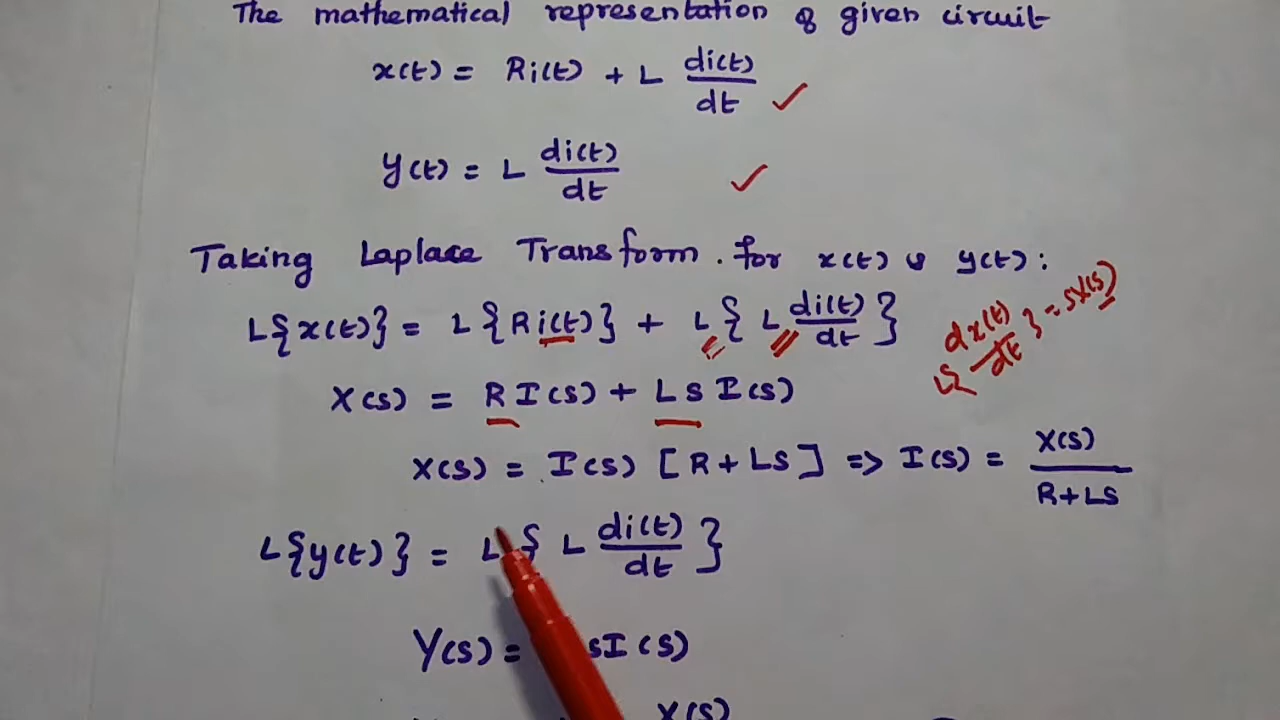 The mathematical representation of given circuit
x(t) = Ri(t) + L di(t)/dt ✓
y(t) = L di(t)/dt ✓
Taking Laplace Transform. for x(t) & y(t):
L{x(t)} = L{Ri(t)} + L{L di(t)/dt}
L{dx(t)/dt} = sX(s)
X(s) = R I(s) + LS I(s)
X(s) = I(s) [R + LS] => I(s) = X(s)/R+LS
L{y(t)} = L{L di(t)/dt}
Y(s) = sI(s)
X(s)